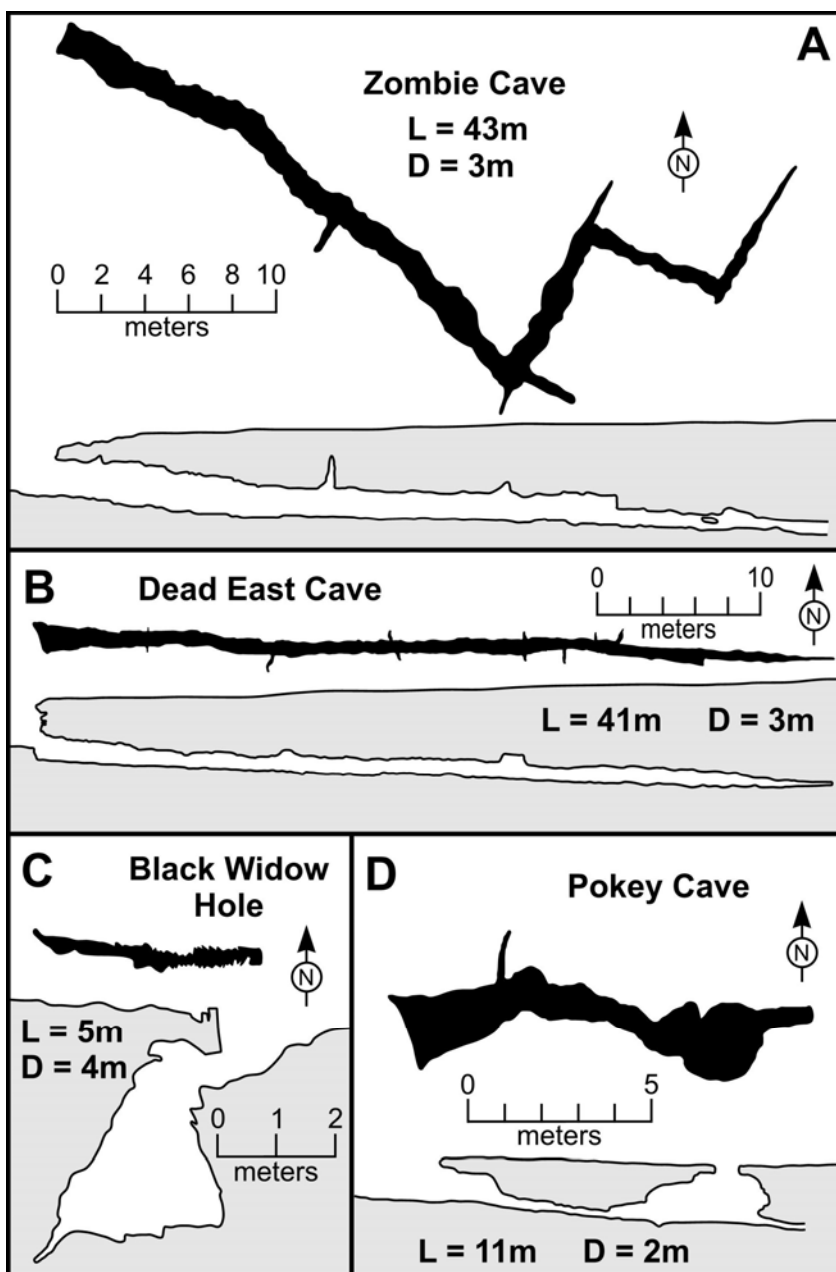 A
Zombie Cave
L = 43m
D = 3m
N
0 2 4 6 8 10
meters
B
Dead East Cave
0 10
meters
N
L = 41m D = 3m
C
Black Widow
Hole
N
L = 5m
D = 4m
0 1 2
meters
D
Pokey Cave
N
0 5
meters
L = 11m D = 2m